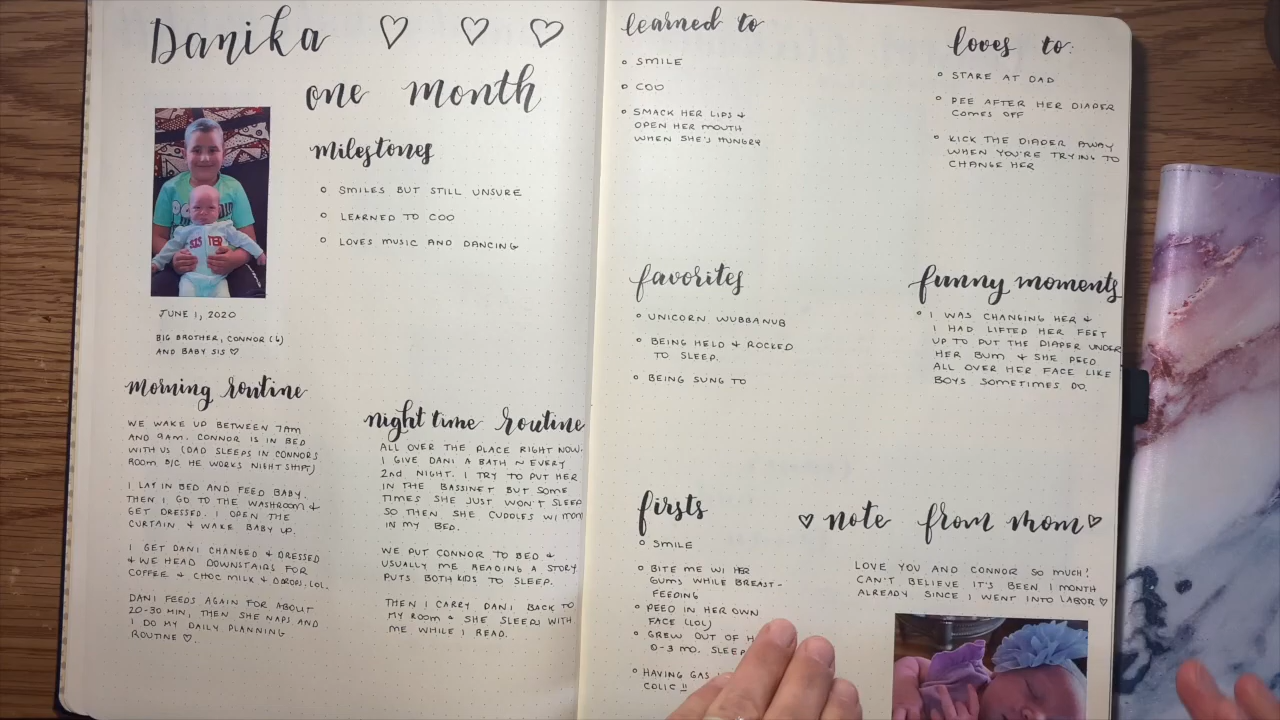 Danika ♡ ♡ ♡
one month
milestones
○ SMILES BUT STILL UNSURE
○ LEARNED TO COO
○ LOVES MUSIC AND DANCING
SISTER
JUNE 1, 2020
BIG BROTHER, CONNOR (6)
AND BABY SIS ♡
morning routine
WE WAKE UP BETWEEN 7AM
AND 9AM. CONNOR IS IN BED
WITH US (DAD SLEEPS IN CONNORS
ROOM B/C HE WORKS NIGHT SHIFT)
I LAY IN BED AND FEED BABY.
THEN I GO TO THE WASHROOM &
GET DRESSED. I OPEN THE
CURTAIN & WAKE BABY UP.
I GET DANI CHANGED & DRESSED
& WE HEAD DOWNSTAIRS FOR
COFFEE & CHOC MILK & DROPS. LOL.
DANI FEEDS AGAIN FOR ABOUT
20-30 MIN, THEN SHE NAPS AND
I DO MY DAILY PLANNING
ROUTINE ♡.
night time routine
ALL OVER THE PLACE RIGHT NOW.
I GIVE DANI A BATH ~ EVERY
2nd NIGHT. I TRY TO PUT HER
IN THE BASSINET BUT SOME
TIMES SHE JUST WON'T SLEEP
SO THEN SHE CUDDLES W/ MOM
IN MY BED.
WE PUT CONNOR TO BED &
USUALLY ME READING A STORY
PUTS BOTH KIDS TO SLEEP.
THEN I CARRY DANI BACK TO
MY ROOM & SHE SLEEPS WITH
ME WHILE I READ.
learned to
○ SMILE
○ COO
○ SMACK HER LIPS &
OPEN HER MOUTH
WHEN SHE'S HUNGRY
loves to:
○ STARE AT DAD
○ PEE AFTER HER DIAPER
COMES OFF
○ KICK THE DIAPER AWAY
WHEN YOU'RE TRYING TO
CHANGE HER
favorites
○ UNICORN WUBBANUB
○ BEING HELD & ROCKED
TO SLEEP.
○ BEING SUNG TO
funny moments
○ I WAS CHANGING HER &
I HAD LIFTED HER FEET
UP TO PUT THE DIAPER UNDER
HER BUM & SHE PEED
ALL OVER HER FACE LIKE
BOYS SOMETIMES DO.
firsts
○ SMILE
○ BITE ME W/ HER
GUMS WHILE BREAST-
FEEDING
○ PEED IN HER OWN
FACE (LOL)
○ GREW OUT OF
0-3 MO. SLEEP
○ HAVING GAS
COLIC !!
♡ note from mom ♡
LOVE YOU AND CONNOR SO MUCH!
CAN'T BELIEVE IT'S BEEN 1 MONTH
ALREADY SINCE I WENT INTO LABOR ♡